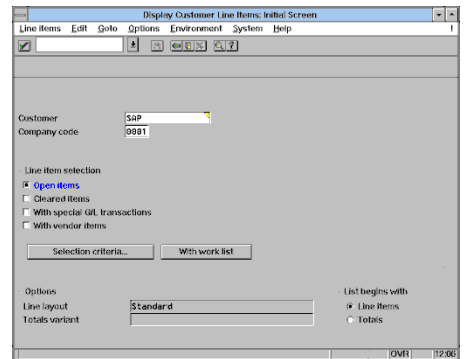 Display Customer Line Items: Initial Screen
Line items Edit Goto Options Environment System Help
Customer SAP
Company code 0001
Line item selection
Open items
Cleared items
With special G/L transactions
With vendor items
Selection criteria... With work list
Options List begins with
Line layout Standard Line items
Totals variant Totals
OVR 12:06